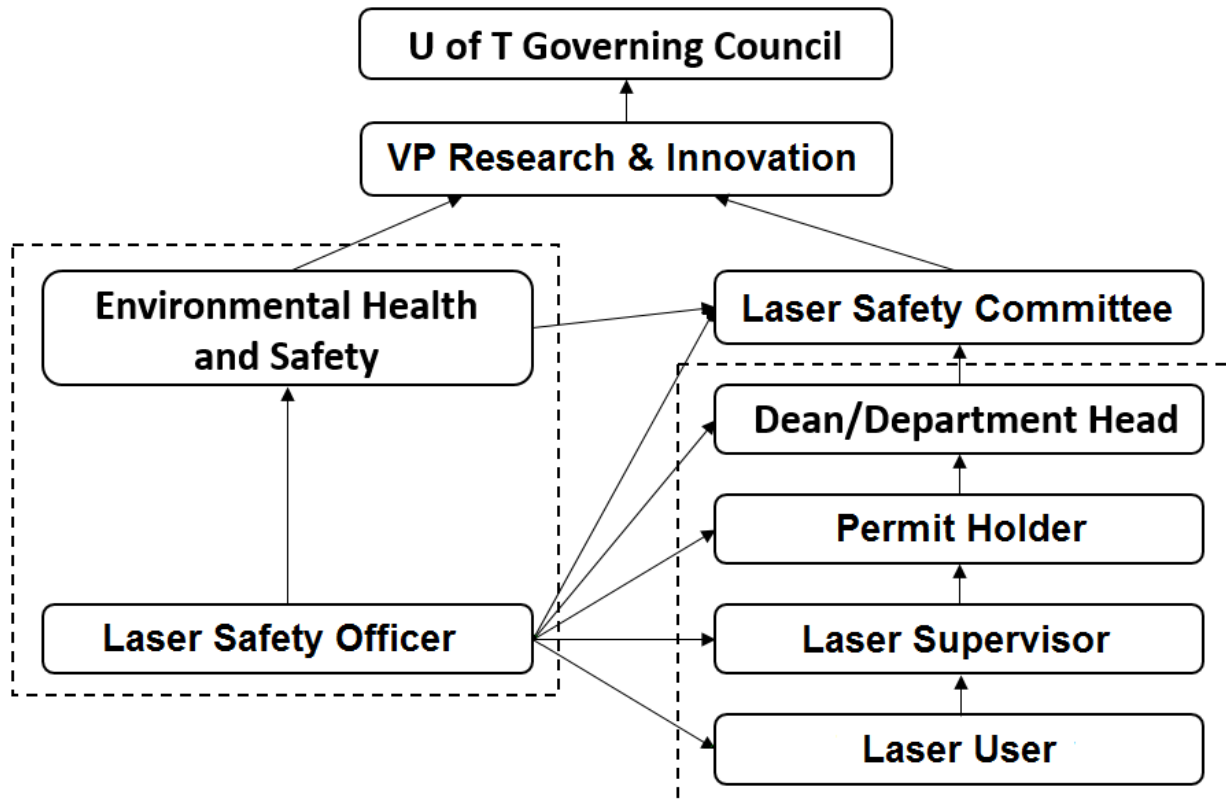 U of T Governing Council
VP Research & Innovation
Environmental Health
and Safety
Laser Safety Committee
Dean/Department Head
Permit Holder
Laser Safety Officer
Laser Supervisor
Laser User